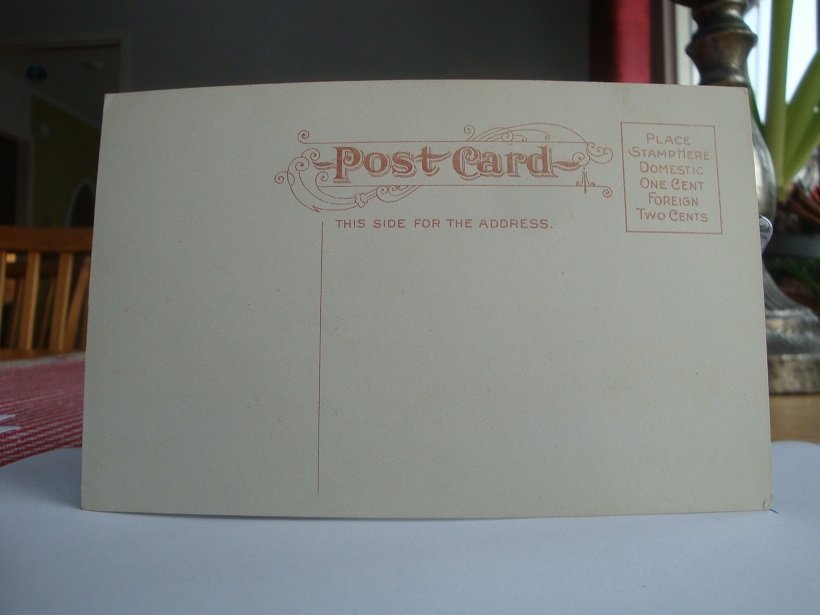 Post Card
THIS SIDE FOR THE ADDRESS.
PLACE
STAMP HERE
DOMESTIC
ONE CENT
FOREIGN
TWO CENTS